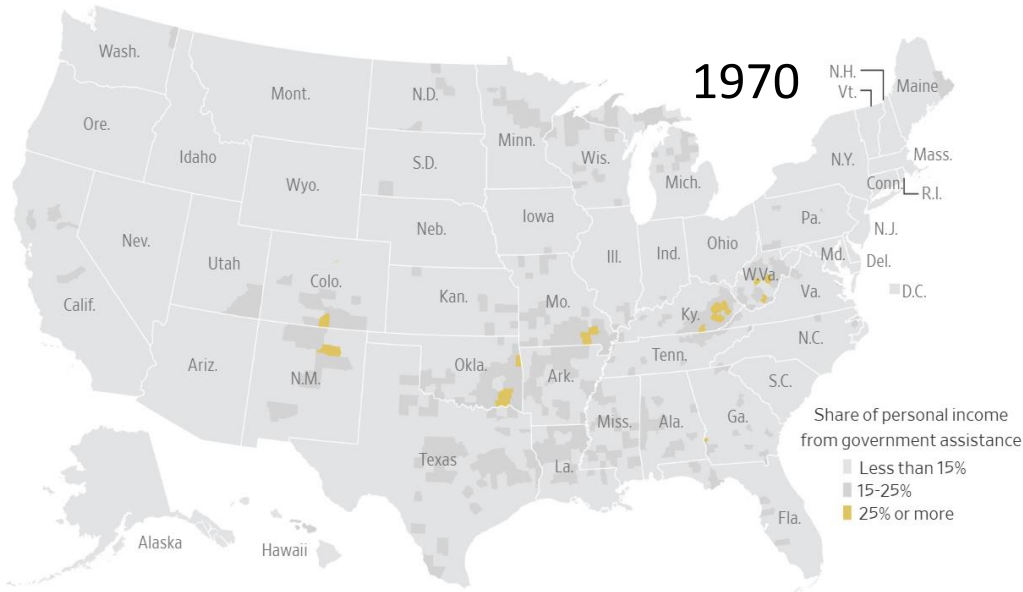 1970
Wash.
Mont.
N.D.
Minn.
N.H.
Vt.
Maine
Ore.
Idaho
S.D.
Wis.
Mich.
N.Y.
Mass.
Wyo.
Conn.
R.I.
Iowa
Neb.
Pa.
N.J.
Nev.
Utah
Colo.
Ill.
Ind.
Ohio
Md.
Del.
W.Va.
D.C.
Calif.
Kan.
Mo.
Ky.
Va.
Ariz.
N.M.
Okla.
Ark.
Tenn.
N.C.
S.C.
Texas
La.
Miss.
Ala.
Ga.
Share of personal income
from government assistance
Less than 15%
15-25%
25% or more
Fla.
Alaska
Hawaii